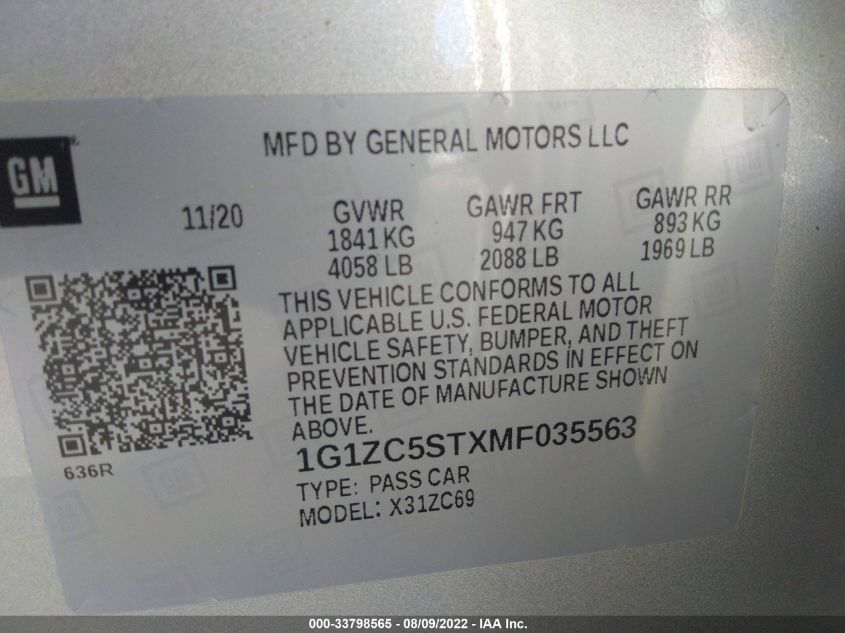 MFD BY GENERAL MOTORS LLC
GM
11/20 GVWR GAWR FRT GAWR RR
1841 KG 947 KG 893 KG
4058 LB 2088 LB 1969 LB
THIS VEHICLE CONFORMS TO ALL
APPLICABLE U.S. FEDERAL MOTOR
VEHICLE SAFETY, BUMPER, AND THEFT
PREVENTION STANDARDS IN EFFECT ON
THE DATE OF MANUFACTURE SHOWN
ABOVE.
636R
1G1ZC5STXMF035563
TYPE: PASS CAR
MODEL: X31ZC69
000-33798565 - 08/09/2022 - IAA Inc.